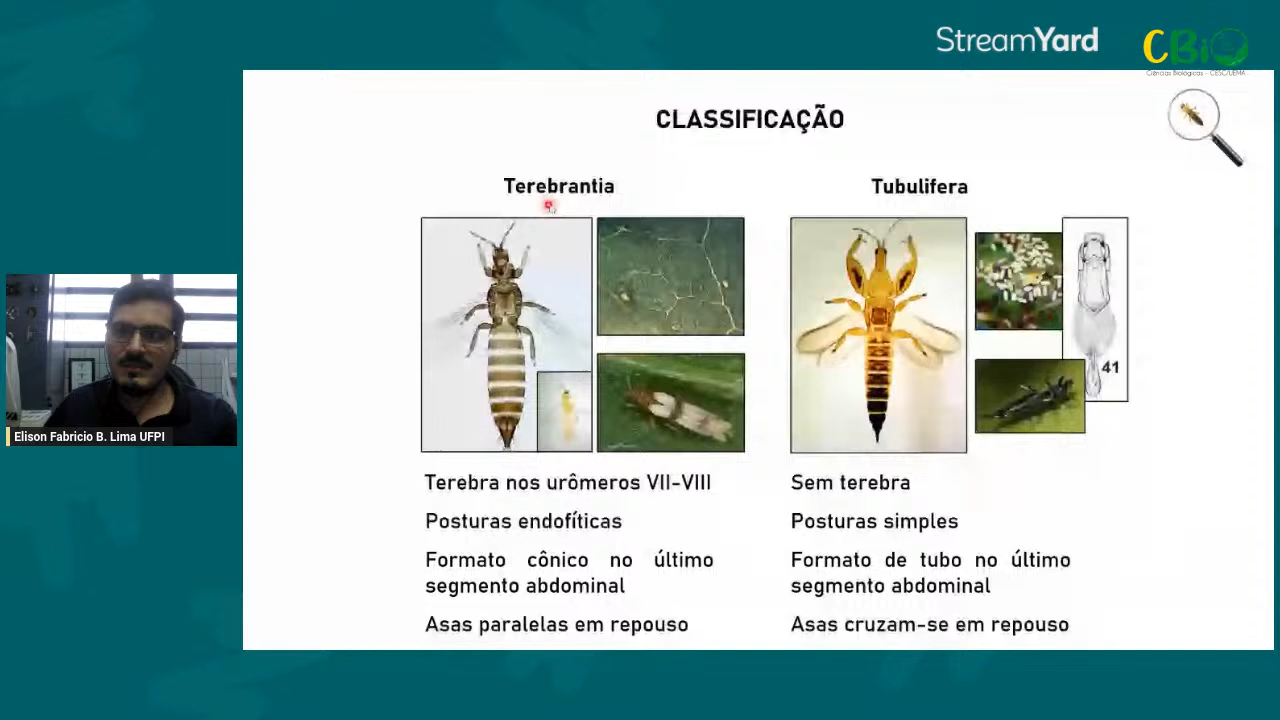 StreamYard
CBiO
Ciências Biológicas - CESC/UEMA
CLASSIFICAÇÃO
Terebrantia
Tubulifera
41
Elison Fabricio B. Lima UFPI
Terebra nos urômeros VII-VIII
Posturas endofíticas
Formato cônico no último
segmento abdominal
Asas paralelas em repouso
Sem terebra
Posturas simples
Formato de tubo no último
segmento abdominal
Asas cruzam-se em repouso